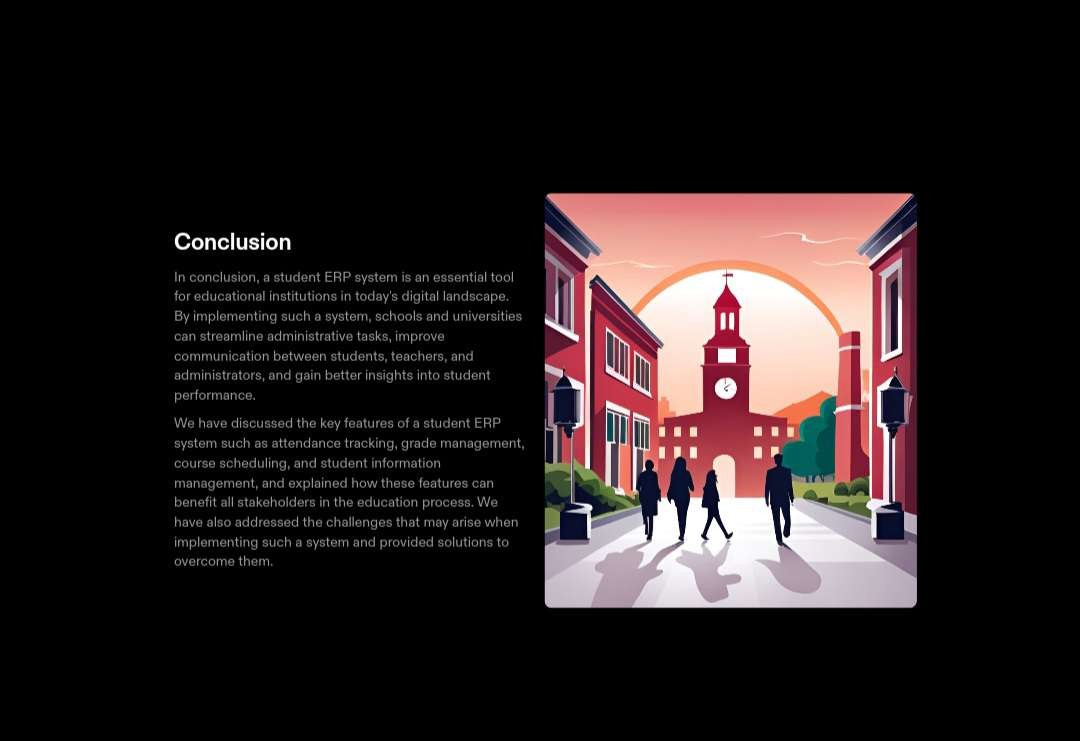 Conclusion
In conclusion, a student ERP system is an essential tool
for educational institutions in today's digital landscape.
By implementing such a system, schools and universities
can streamline administrative tasks, improve
communication between students, teachers, and
administrators, and gain better insights into student
performance.
We have discussed the key features of a student ERP
system such as attendance tracking, grade management,
course scheduling, and student information
management, and explained how these features can
benefit all stakeholders in the education process. We
have also addressed the challenges that may arise when
implementing such a system and provided solutions to
overcome them.